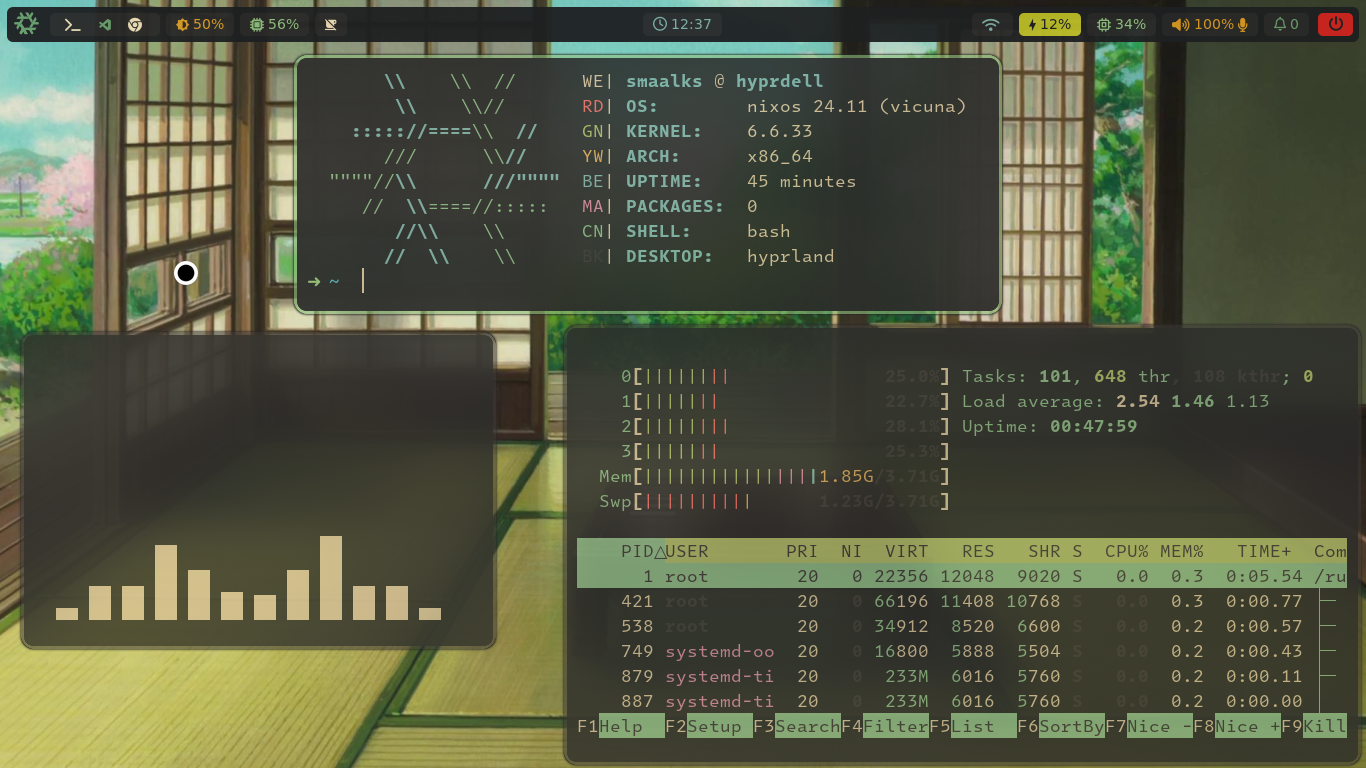 50% 56% 12:37 12% 34% 100% 0
WE| smaalks @ hyprdell
RD| OS: nixos 24.11 (vicuna)
GN| KERNEL: 6.6.33
YW| ARCH: x86_64
BE| UPTIME: 45 minutes
MA| PACKAGES: 0
CN| SHELL: bash
BK| DESKTOP: hyprland
➜ ~
0[|||||||| 25.0%] Tasks: 101, 648 thr, 108 kthr; 0
1[||||||| 22.7%] Load average: 2.54 1.46 1.13
2[|||||||| 28.1%] Uptime: 00:47:59
3[||||||| 25.3%]
Mem[||||||||||||||||1.85G/3.71G]
Swp[|||||||||| 1.23G/3.71G]
PID△USER PRI NI VIRT RES SHR S CPU% MEM% TIME+ Com
1 root 20 0 22356 12048 9020 S 0.0 0.3 0:05.54 /ru
421 root 20 0 66196 11408 10768 S 0.0 0.3 0:00.77
538 root 20 0 34912 8520 6600 S 0.0 0.2 0:00.57
749 systemd-oo 20 0 16800 5888 5504 S 0.0 0.2 0:00.43
879 systemd-ti 20 0 233M 6016 5760 S 0.0 0.2 0:00.11
887 systemd-ti 20 0 233M 6016 5760 S 0.0 0.2 0:00.00
F1Help F2Setup F3SearchF4FilterF5List F6SortByF7Nice -F8Nice +F9Kill